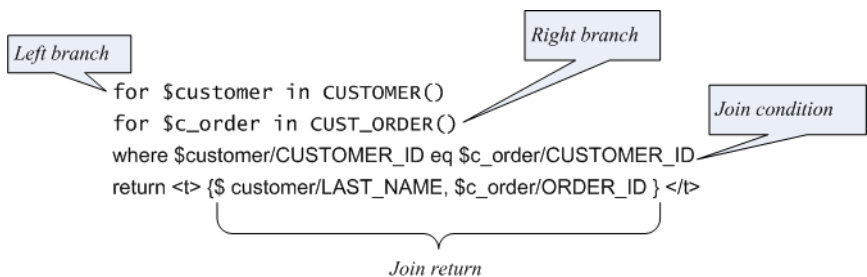 Left branch
Right branch
for $customer in CUSTOMER()
for $c_order in CUST_ORDER()
Join condition
where $customer/CUSTOMER_ID eq $c_order/CUSTOMER_ID
return <t> {$ customer/LAST_NAME, $c_order/ORDER_ID } </t>
Join return